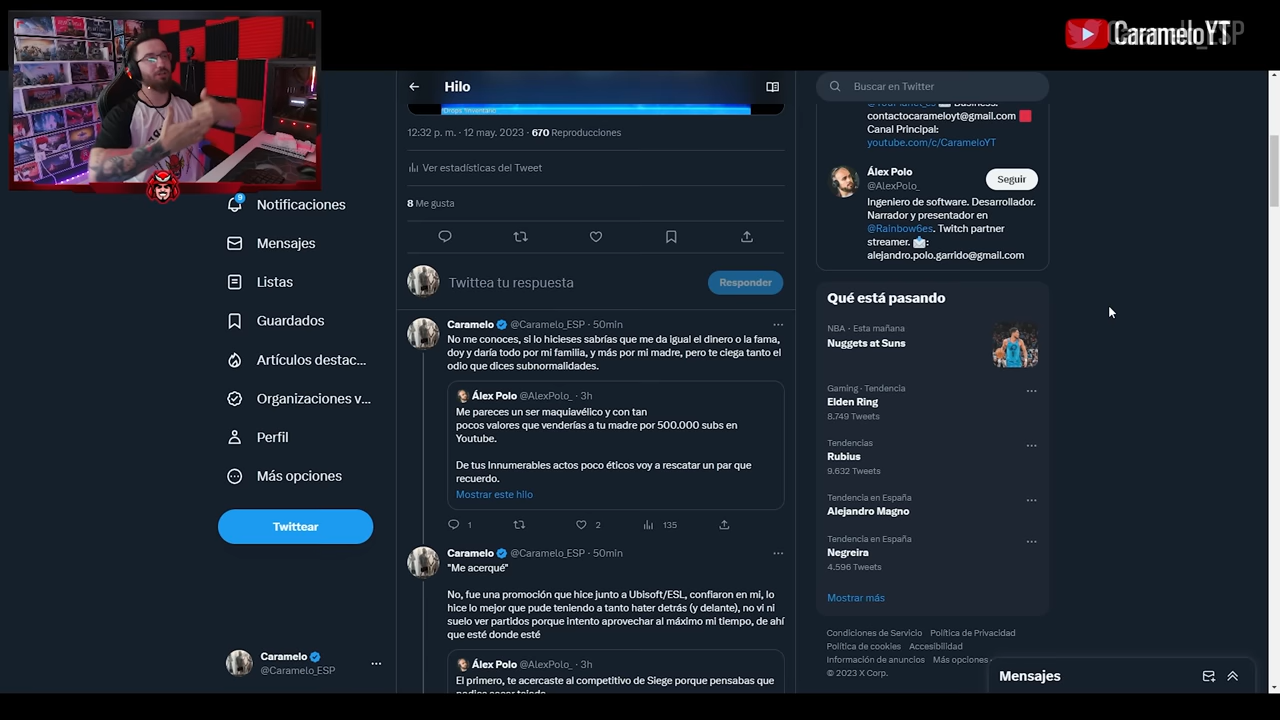 CarameloYT
Hilo
Buscar en Twitter
12:32 p. m. · 12 may. 2023 · 670 Reproducciones
Ver estadísticas del Tweet
8 Me gusta
Twittea tu respuesta
Responder
Notificaciones
9
Mensajes
Listas
Guardados
Artículos destac...
Organizaciones v...
Perfil
Más opciones
Twittear
Caramelo
@Caramelo_ESP
Caramelo @Caramelo_ESP · 50min
No me conoces, si lo hicieses sabrías que me da igual el dinero o la fama,
doy y daría todo por mi familia, y más por mi madre, pero te ciega tanto el
odio que dices subnormalidades.
Álex Polo @AlexPolo_ · 3h
Me pareces un ser maquiavélico y con tan
pocos valores que venderías a tu madre por 500.000 subs en
Youtube.
De tus innumerables actos poco éticos voy a rescatar un par que
recuerdo.
Mostrar este hilo
1
2
135
Caramelo @Caramelo_ESP · 50min
"Me acerqué"
No, fue una promoción que hice junto a Ubisoft/ESL, confiaron en mi, lo
hice lo mejor que pude teniendo a tanto hater detrás (y delante), no vi ni
suelo ver partidos porque intento aprovechar al máximo mi tiempo, de ahí
que esté donde esté
Álex Polo @AlexPolo_ · 3h
El primero, te acercaste al competitivo de Siege porque pensabas que
contactocarameloyt@gmail.com
Canal Principal:
youtube.com/c/CarameloYT
Álex Polo
@AlexPolo_
Seguir
Ingeniero de software. Desarrollador.
Narrador y presentador en
@Rainbow6es. Twitch partner
streamer. :
alejandro.polo.garrido@gmail.com
Qué está pasando
NBA · Esta mañana
Nuggets at Suns
Gaming · Tendencia
Elden Ring
8.749 Tweets
Tendencias
Rubius
9.632 Tweets
Tendencia en España
Alejandro Magno
Tendencia en España
Negreira
4.596 Tweets
Mostrar más
Condiciones de Servicio Política de Privacidad
Política de cookies Accesibilidad
Información de anuncios Más opciones
© 2023 X Corp.
Mensajes